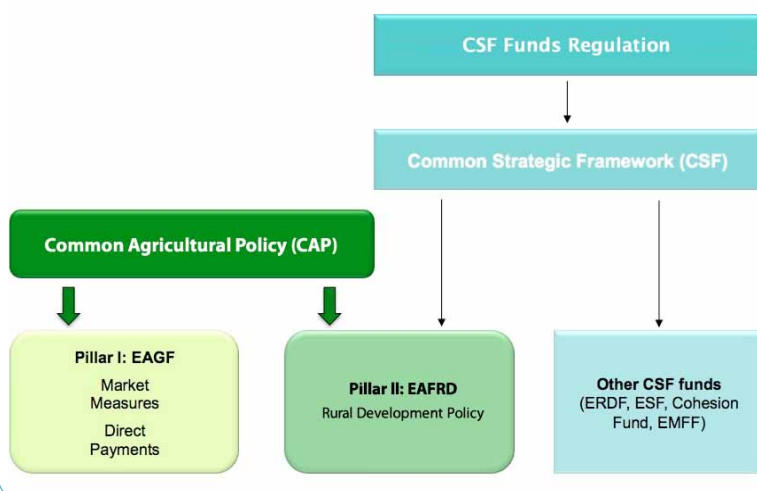 CSF Funds Regulation
Common Strategic Framework (CSF)
Common Agricultural Policy (CAP)
Pillar I: EAGF
Market
Measures
Direct
Payments
Pillar II: EAFRD
Rural Development Policy
Other CSF funds
(ERDF, ESF, Cohesion
Fund, EMFF)